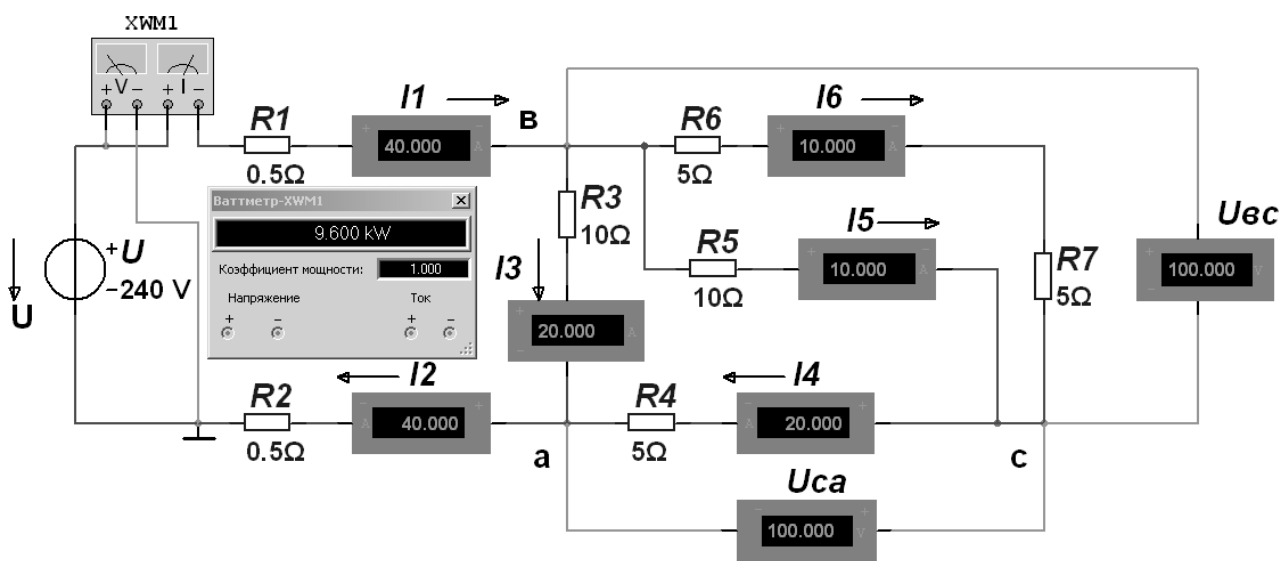 XWM1
+ V − + I −
I1
I6
R1
B
R6
40.000 A
10.000 A
0.5Ω
5Ω
Ваттметр-XWM1
R3
Uвс
9.600 kW
10Ω
R5
I5
R7
+U
Коэффициент мощности: 1.000
I3
10.000 A
100.000 V
−240 V
Напряжение Ток
10Ω
5Ω
U
+ − + −
20.000 A
I2
I4
R2
R4
40.000 A
20.000 A
0.5Ω
5Ω
a
c
Uca
100.000 V